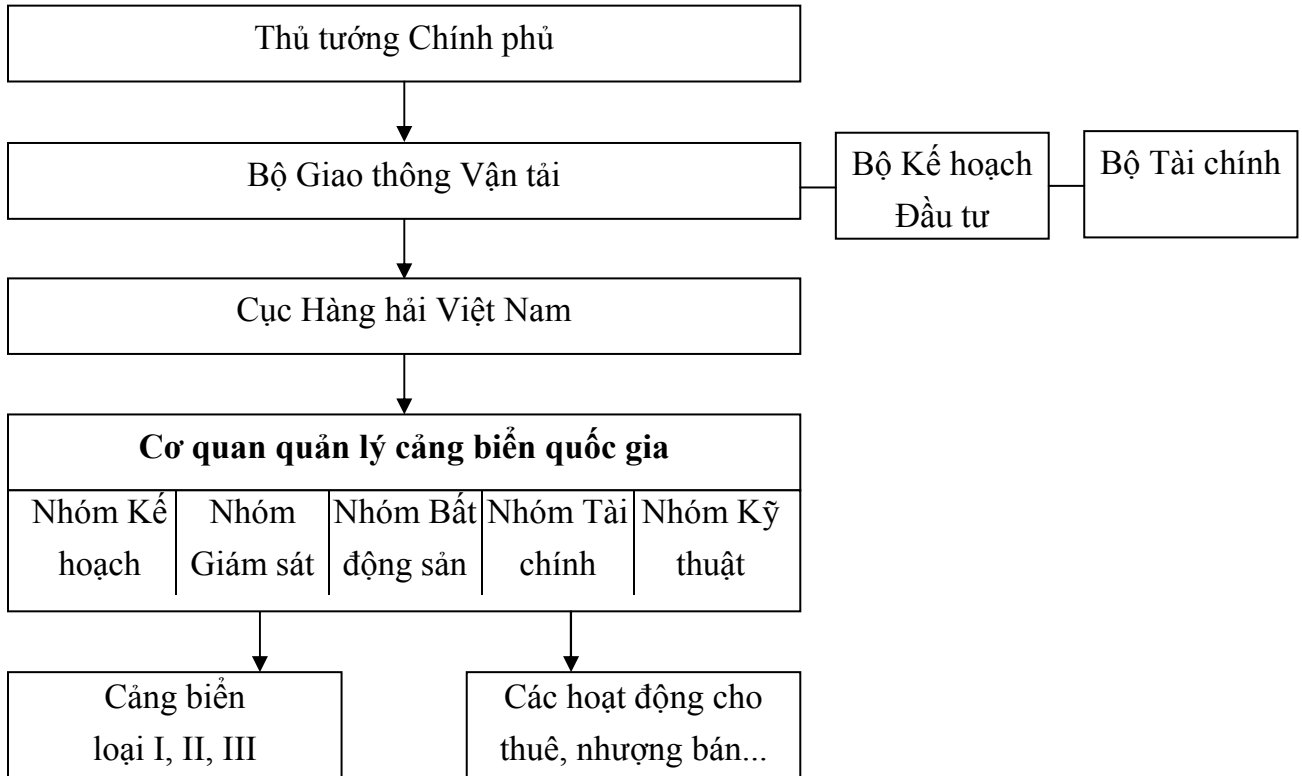 Thủ tướng Chính phủ
Bộ Giao thông Vận tải
Bộ Kế hoạch
Đầu tư
Bộ Tài chính
Cục Hàng hải Việt Nam
Cơ quan quản lý cảng biển quốc gia
Nhóm Kế
hoạch
Nhóm
Giám sát
Nhóm Bất
động sản
Nhóm Tài
chính
Nhóm Kỹ
thuật
Cảng biển
loại I, II, III
Các hoạt động cho
thuê, nhượng bán...